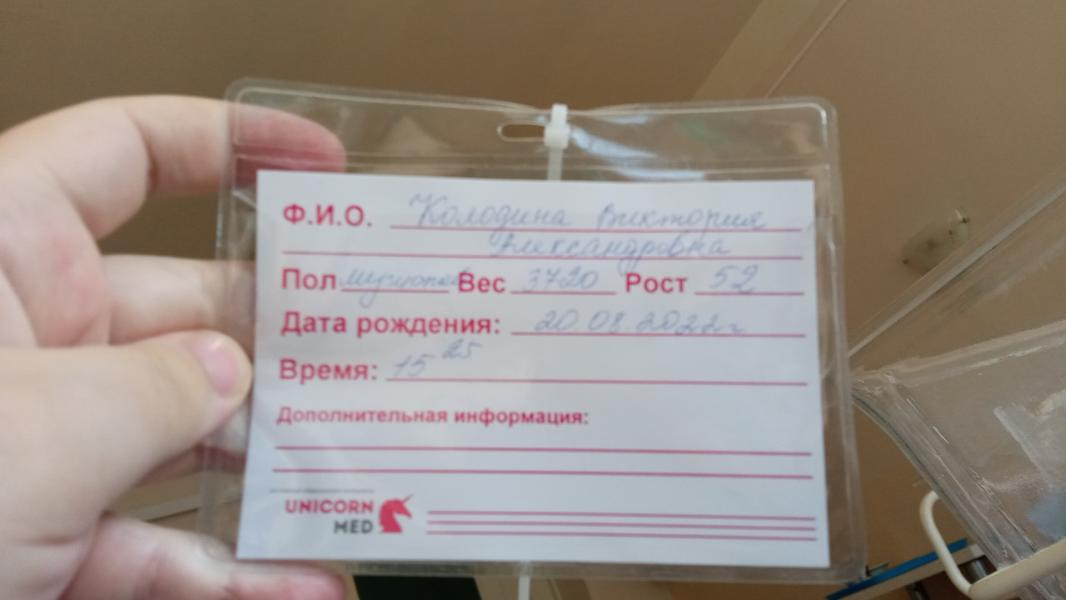 Ф.И.О. Колодина Виктория
Александровна
Пол мужской Вес 3720 Рост 52
Дата рождения: 20.08.2022г
Время: 15 25
Дополнительная информация:
UNICORN
MED